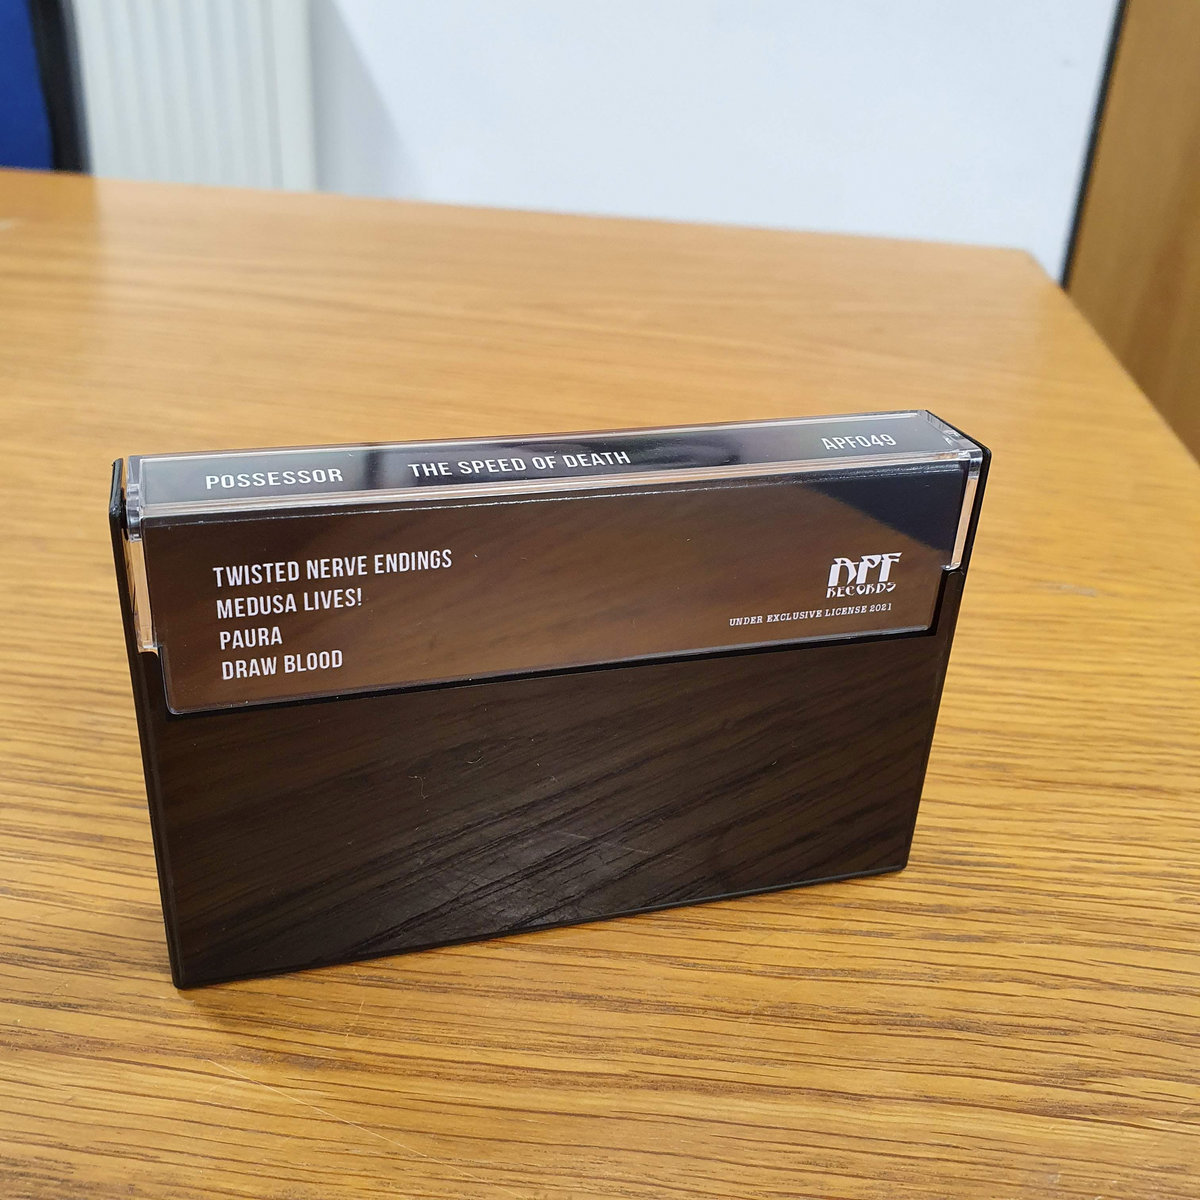 POSSESSOR THE SPEED OF DEATH APF049
TWISTED NERVE ENDINGS
MEDUSA LIVES!
PAURA
DRAW BLOOD
APF
RECORDS
UNDER EXCLUSIVE LICENSE 2021